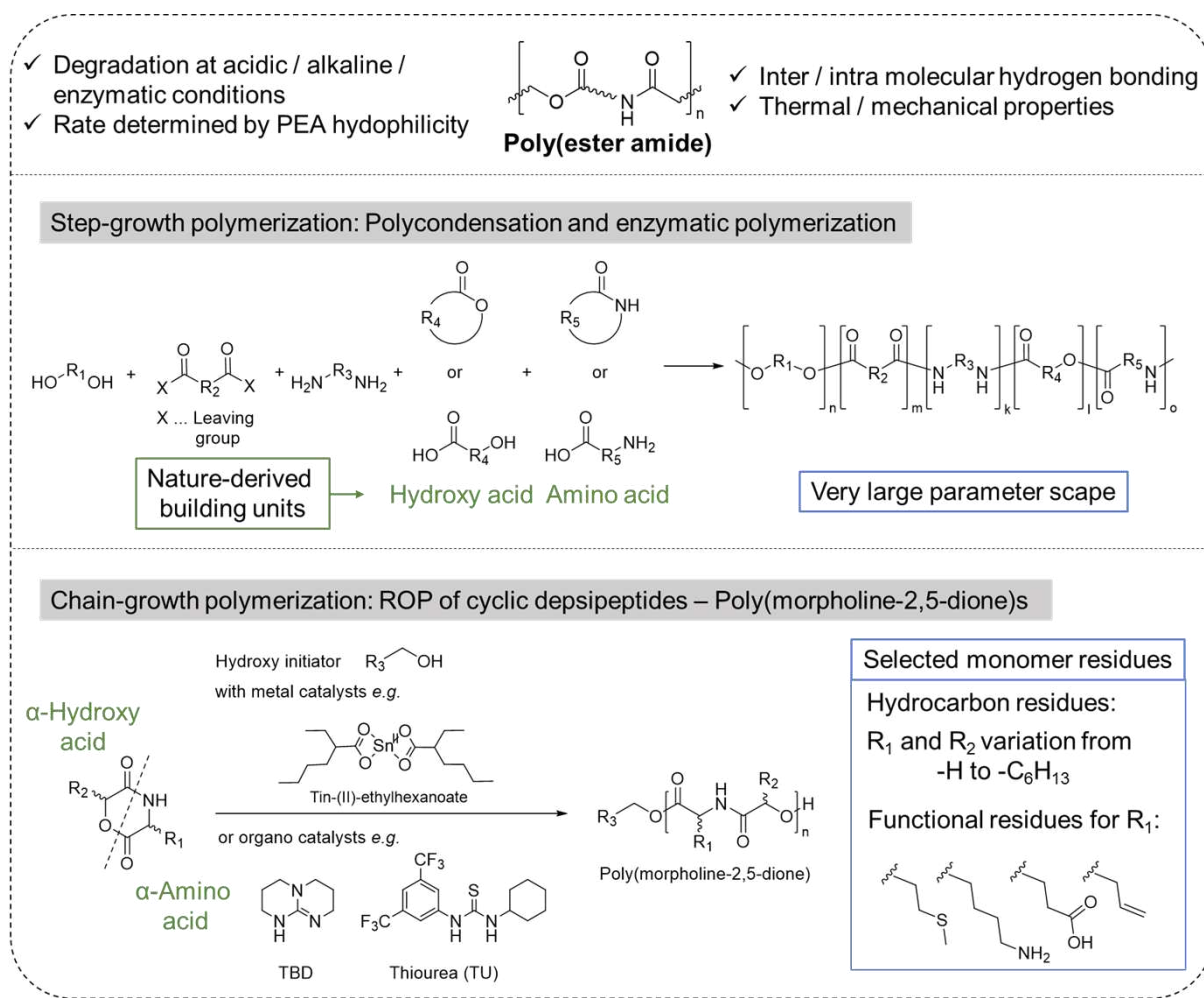 ✓ Degradation at acidic / alkaline /
enzymatic conditions
✓ Rate determined by PEA hydophilicity
O
O
O
N
H
n
Poly(ester amide)
✓ Inter / intra molecular hydrogen bonding
✓ Thermal / mechanical properties
Step-growth polymerization: Polycondensation and enzymatic polymerization
HO R1 OH
+
O O
X R2 X
X ... Leaving
group
+ H2N R3 NH2 +
O
O
R4
or
O
HO R4 OH
+
O
NH
R5
or
O
HO R5 NH2
O R1 O n
O O
R2 m
N H R3 N H k
O
R4 O l
O
R5 N H o
Nature-derived
building units
Hydroxy acid Amino acid
Very large parameter scape
Chain-growth polymerization: ROP of cyclic depsipeptides – Poly(morpholine-2,5-dione)s
Hydroxy initiator R3 OH
with metal catalysts e.g.
O O
Sn II
O O
Tin-(II)-ethylhexanoate
or organo catalysts e.g.
α-Hydroxy
acid
O
R2
NH
O
R1
O
α-Amino
acid
N
N
H
N
TBD
CF3
F3C
S
N N
H H
Thiourea (TU)
R3 O
O
R1
H
N
O
R2
O
H
n
Poly(morpholine-2,5-dione)
Selected monomer residues
Hydrocarbon residues:
R1 and R2 variation from
-H to -C6H13
Functional residues for R1:
S
NH2
O
OH